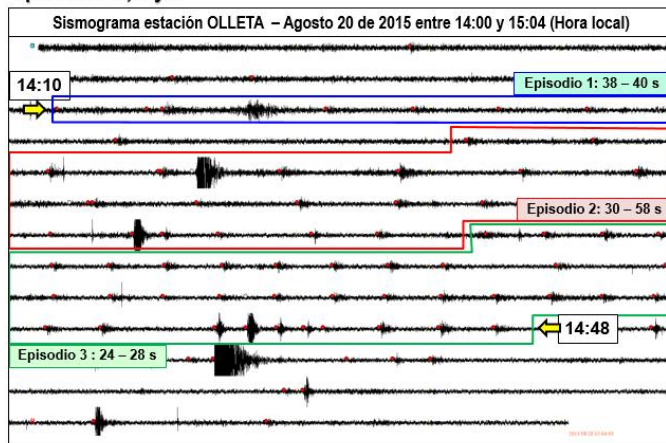 Sismograma estación OLLETA – Agosto 20 de 2015 entre 14:00 y 15:04 (Hora local)
14:10
Episodio 1: 38 – 40 s
Episodio 2: 30 – 58 s
14:48
Episodio 3 : 24 – 28 s